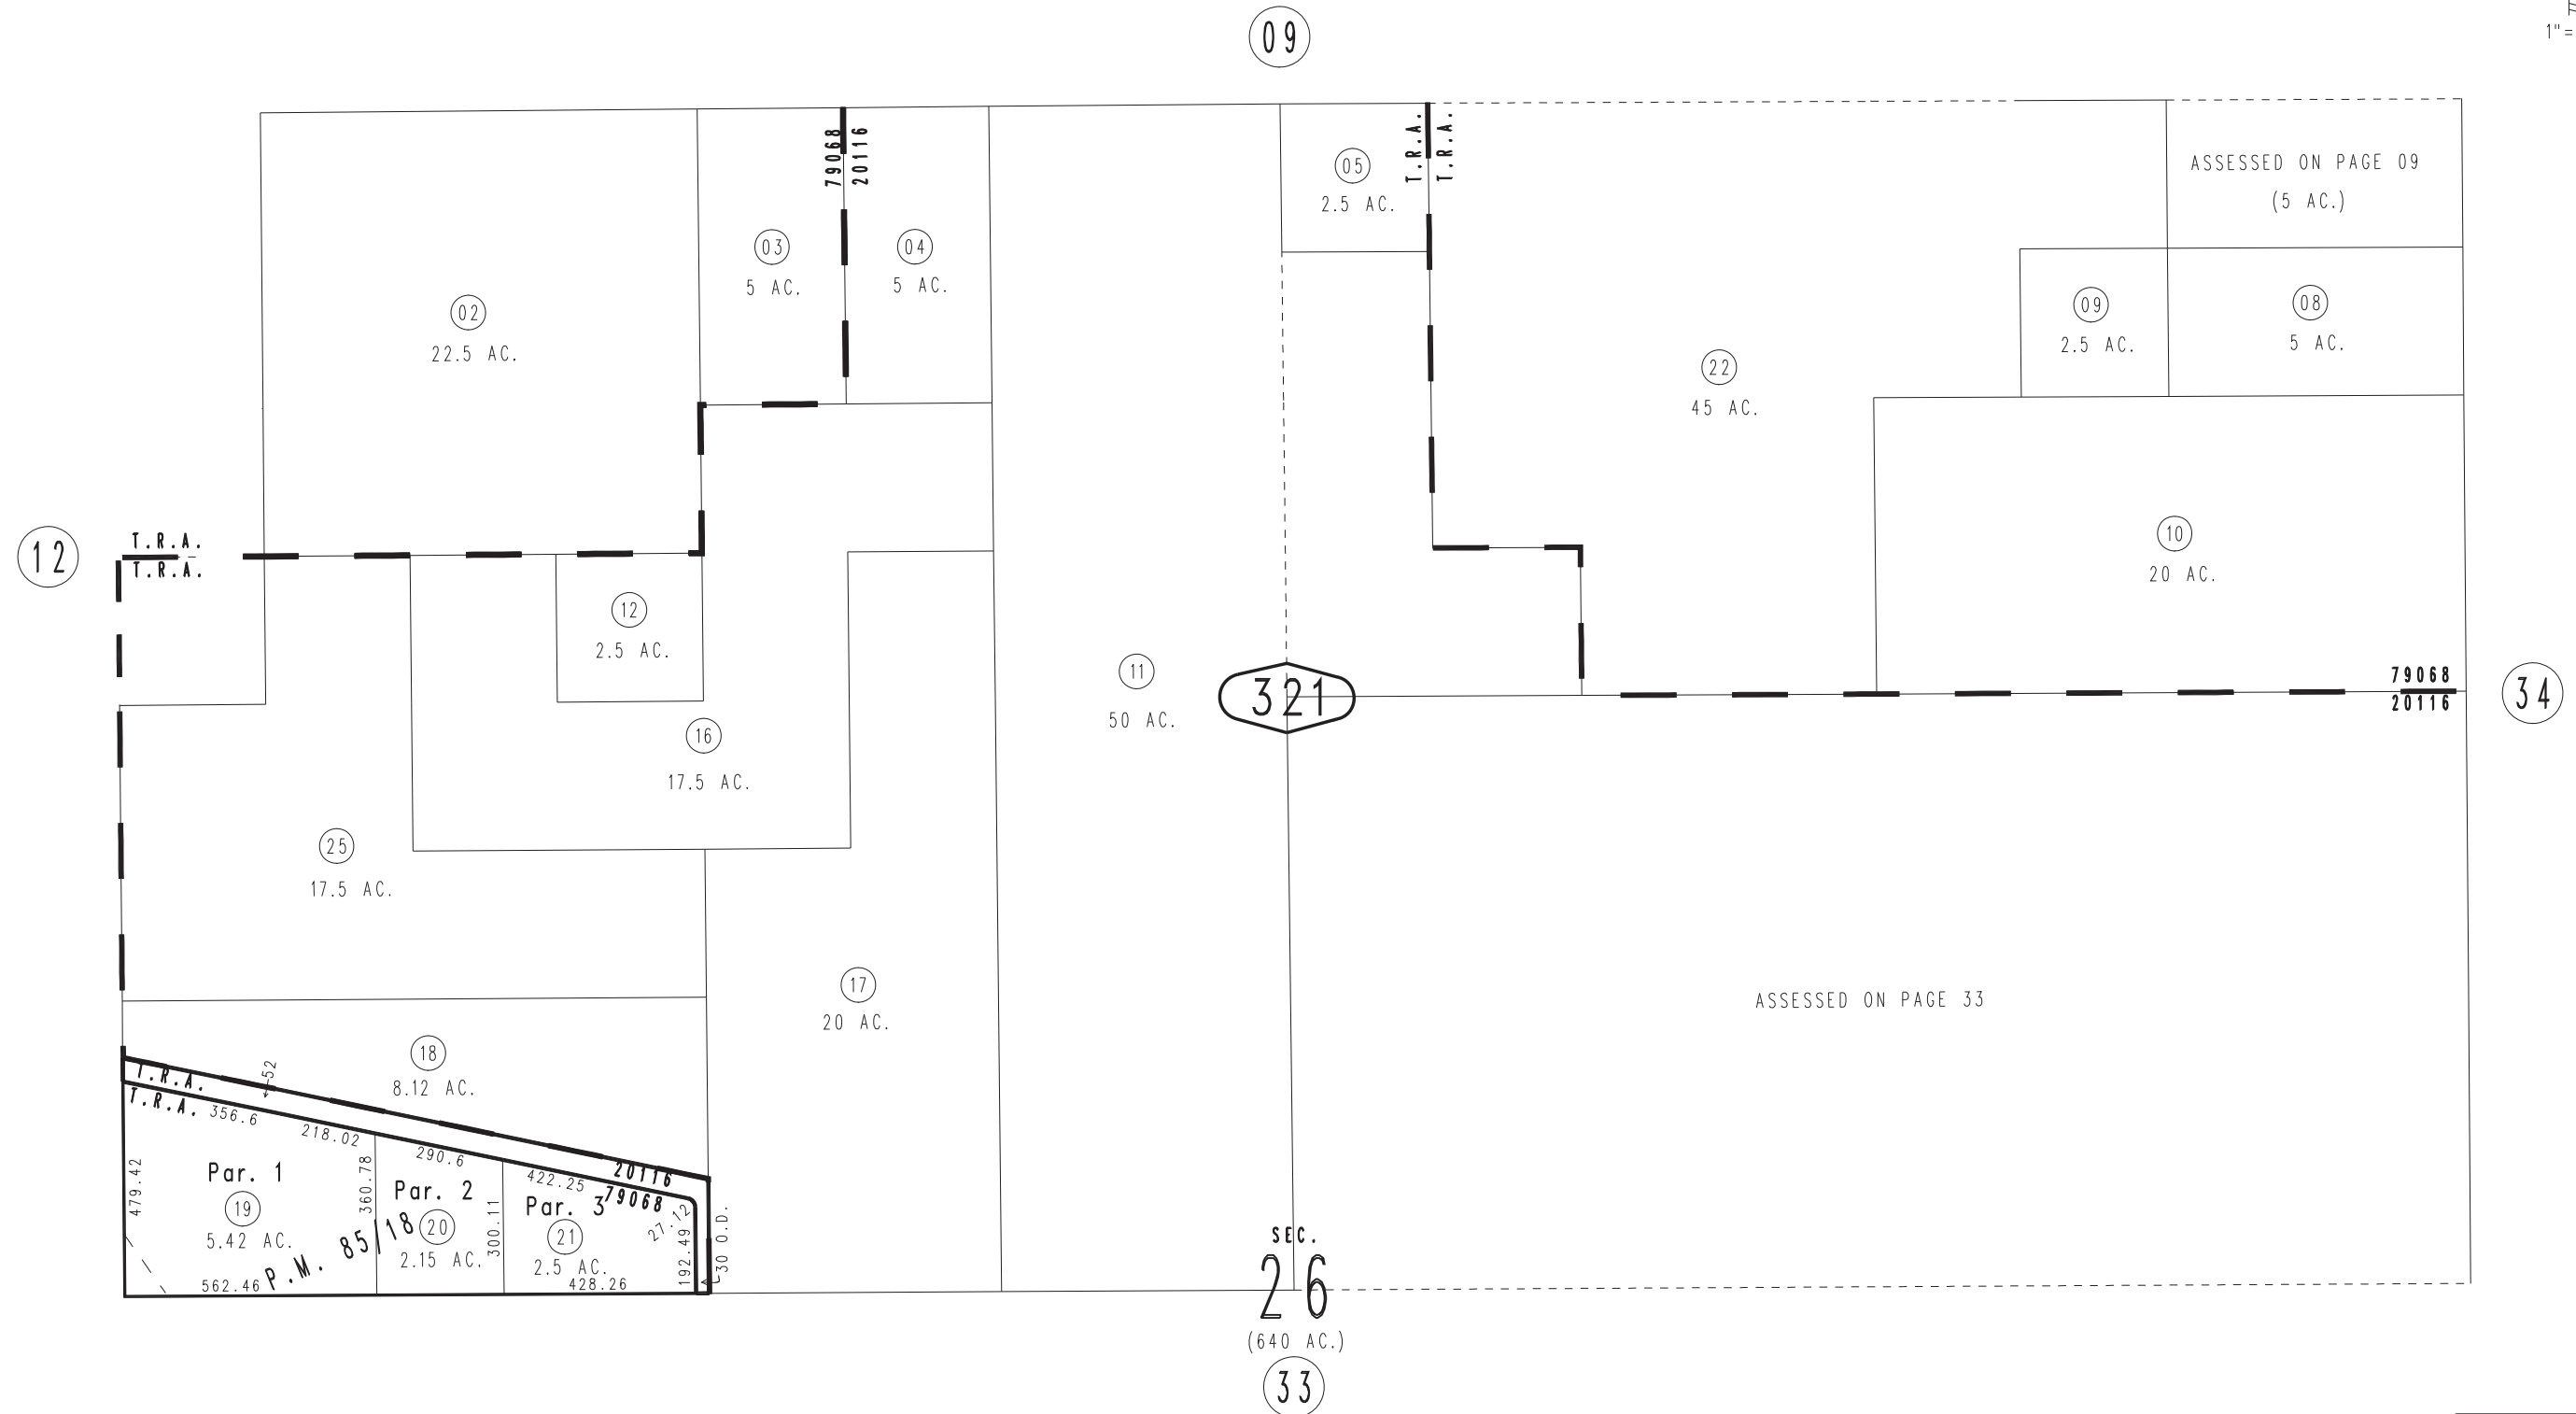 09
1"=
79068
20116
T.R.A.
T.R.A.
05
2.5 AC.
ASSESSED ON PAGE 09
(5 AC.)
03
5 AC.
04
5 AC.
02
22.5 AC.
09
2.5 AC.
08
5 AC.
22
45 AC.
10
20 AC.
12
T.R.A.
T.R.A.
12
2.5 AC.
11
50 AC.
321
79068
20116
34
16
17.5 AC.
25
17.5 AC.
17
20 AC.
ASSESSED ON PAGE 33
18
8.12 AC.
52
T.R.A.
T.R.A.
356.6
218.02
290.6
422.25
20116
79068
479.42
Par. 1
19
5.42 AC.
360.78
Par. 2
20
2.15 AC.
300.11
Par. 3
21
2.5 AC.
27.12
192.49
30 O.D.
P.M. 85/18
562.46
428.26
SEC.
26
(640 AC.)
33